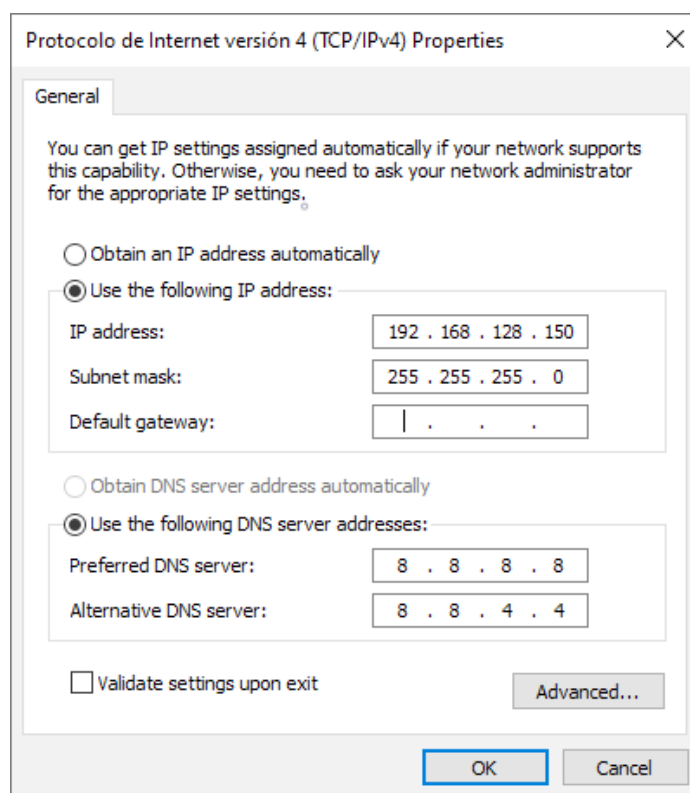 Protocolo de Internet versión 4 (TCP/IPv4) Properties
General
You can get IP settings assigned automatically if your network supports
this capability. Otherwise, you need to ask your network administrator
for the appropriate IP settings.
Obtain an IP address automatically
Use the following IP address:
IP address: 192 . 168 . 128 . 150
Subnet mask: 255 . 255 . 255 . 0
Default gateway: . . .
Obtain DNS server address automatically
Use the following DNS server addresses:
Preferred DNS server: 8 . 8 . 8 . 8
Alternative DNS server: 8 . 8 . 4 . 4
Validate settings upon exit
Advanced...
OK Cancel